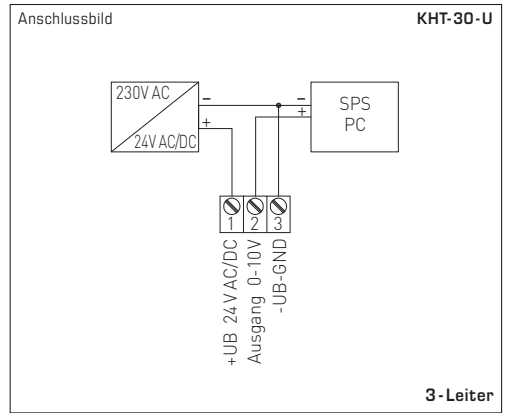 Anschlussbild
KHT-30-U
230V AC
24V AC/DC
–
+
–
+
SPS
PC
1
2
3
+UB 24V AC/DC
Ausgang 0-10V
-UB-GND
3-Leiter